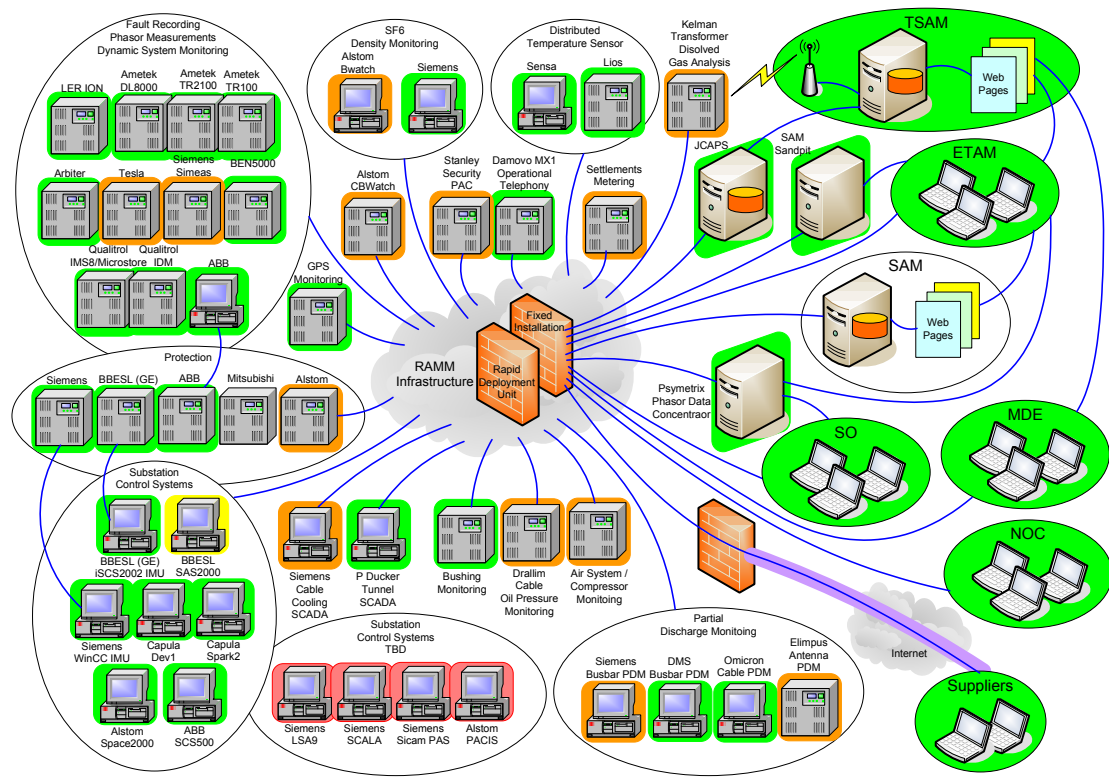 Fault Recording
Phasor Measurements
Dynamic System Monitoring
LER ION
Ametek
DL8000
Ametek
TR2100
Ametek
TR100
Arbiter
Tesla
Siemens
Simeas
BEN5000
Qualitrol
IMS8/Microstore
Qualitrol
IDM
ABB
SF6
Density Monitoring
Alstom
Bwatch
Siemens
Distributed
Temperature Sensor
Sensa
Lios
Kelman
Transformer
Disolved
Gas Analysis
TSAM
Web
Pages
JCAPS
SAM
Sandpit
ETAM
Alstom
CBWatch
Stanley
Security
PAC
Damovo MX1
Operational
Telephony
Settlements
Metering
GPS
Monitoring
SAM
Web
Pages
RAMM
Infrastructure
Fixed
Installation
Rapid
Deployment
Unit
Psymetrix
Phasor Data
Concentraor
SO
MDE
NOC
Internet
Suppliers
Protection
Siemens
BBESL (GE)
ABB
Mitsubishi
Alstom
Substation
Control Systems
BBESL (GE)
iSCS2002 IMU
BBESL
SAS2000
Siemens
WinCC IMU
Capula
Dev1
Capula
Spark2
Alstom
Space2000
ABB
SCS500
Siemens
Cable
Cooling
SCADA
P Ducker
Tunnel
SCADA
Bushing
Monitoring
Drallim
Cable
Oil Pressure
Monitoring
Air System /
Compressor
Monitoing
Substation
Control Systems
TBD
Siemens
LSA9
Siemens
SCALA
Siemens
Sicam PAS
Alstom
PACIS
Partial
Discharge Monitoing
Siemens
Busbar PDM
DMS
Busbar PDM
Omicron
Cable PDM
Elimpus
Antenna
PDM